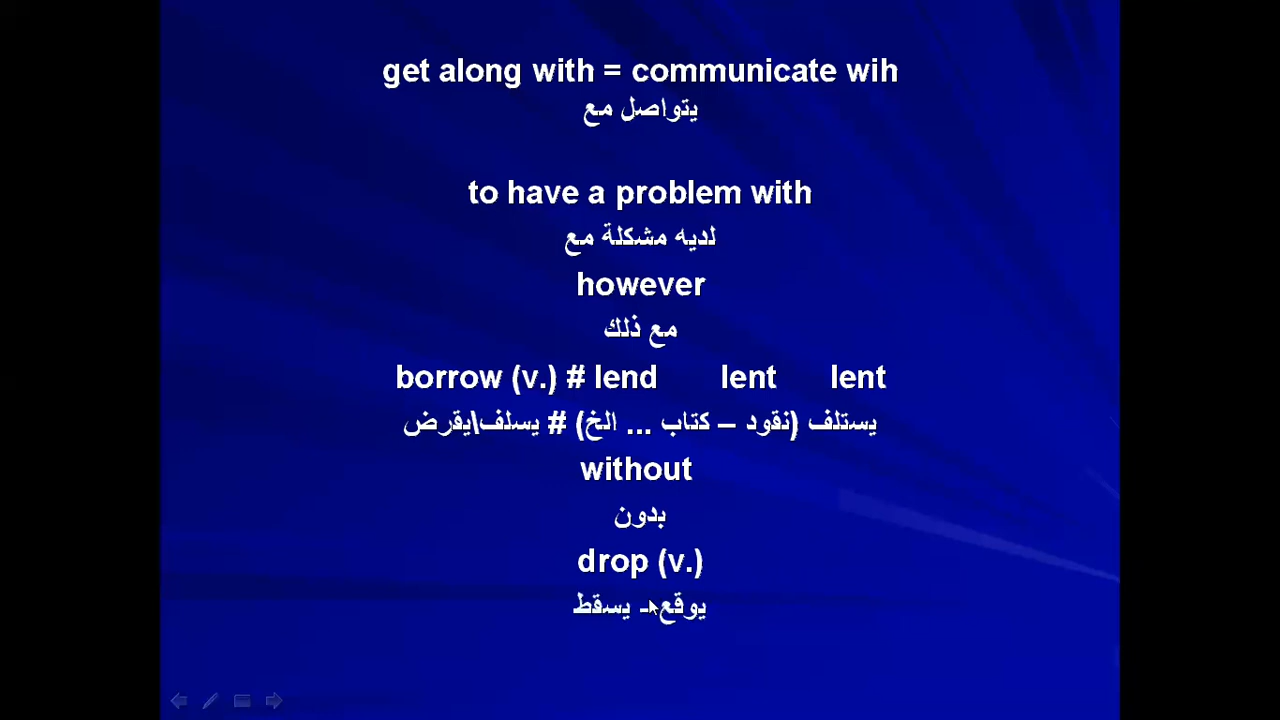 get along with = communicate wih
يتواصل مع
to have a problem with
لديه مشكلة مع
however
مع ذلك
borrow (v.) # lend lent lent
يستلف (نقود – كتاب ... الخ) # يسلف\يقرض
without
بدون
drop (v.)
يوقع- يسقط